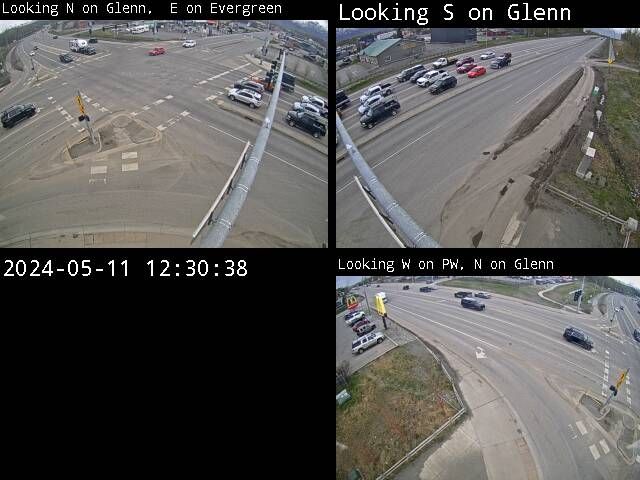 Looking N on Glenn, E on Evergreen
Looking S on Glenn
2024-05-11 12:30:38
Looking W on PW, N on Glenn